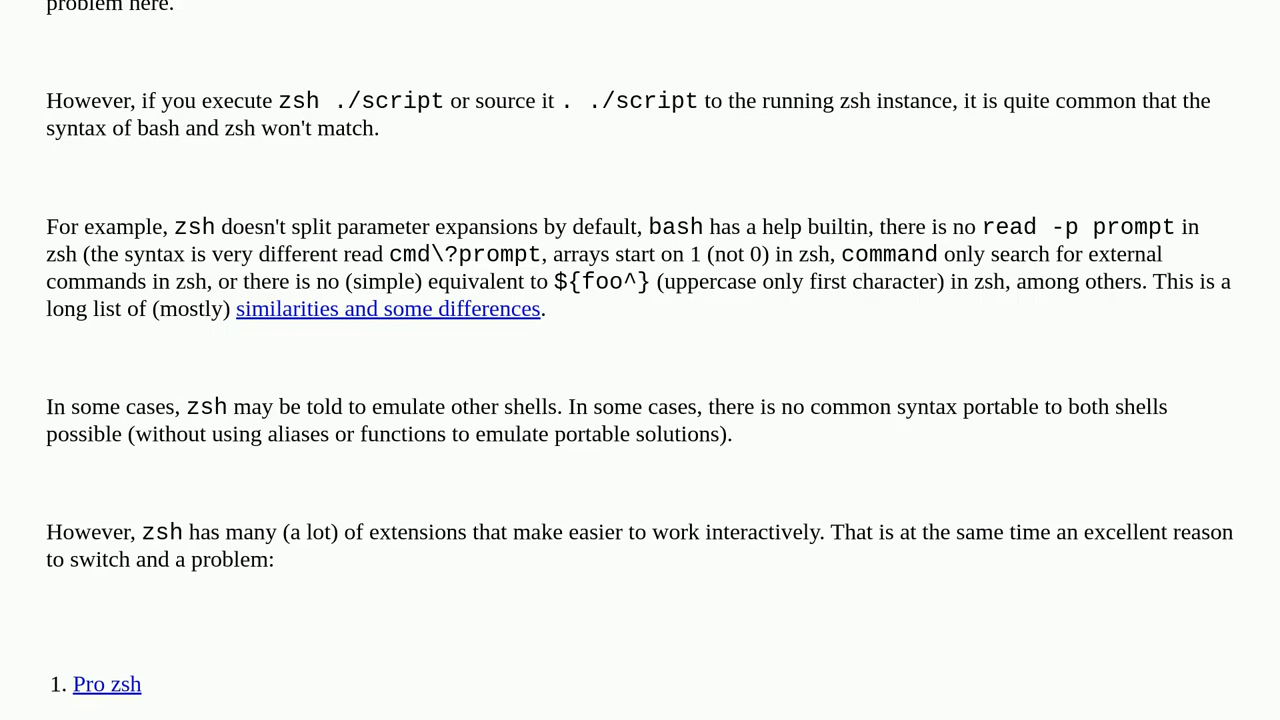 problem here.
However, if you execute zsh ./script or source it . ./script to the running zsh instance, it is quite common that the
syntax of bash and zsh won't match.
For example, zsh doesn't split parameter expansions by default, bash has a help builtin, there is no read -p prompt in
zsh (the syntax is very different read cmd\?prompt, arrays start on 1 (not 0) in zsh, command only search for external
commands in zsh, or there is no (simple) equivalent to ${foo^} (uppercase only first character) in zsh, among others. This is a
long list of (mostly) similarities and some differences.
In some cases, zsh may be told to emulate other shells. In some cases, there is no common syntax portable to both shells
possible (without using aliases or functions to emulate portable solutions).
However, zsh has many (a lot) of extensions that make easier to work interactively. That is at the same time an excellent reason
to switch and a problem:
1. Pro zsh